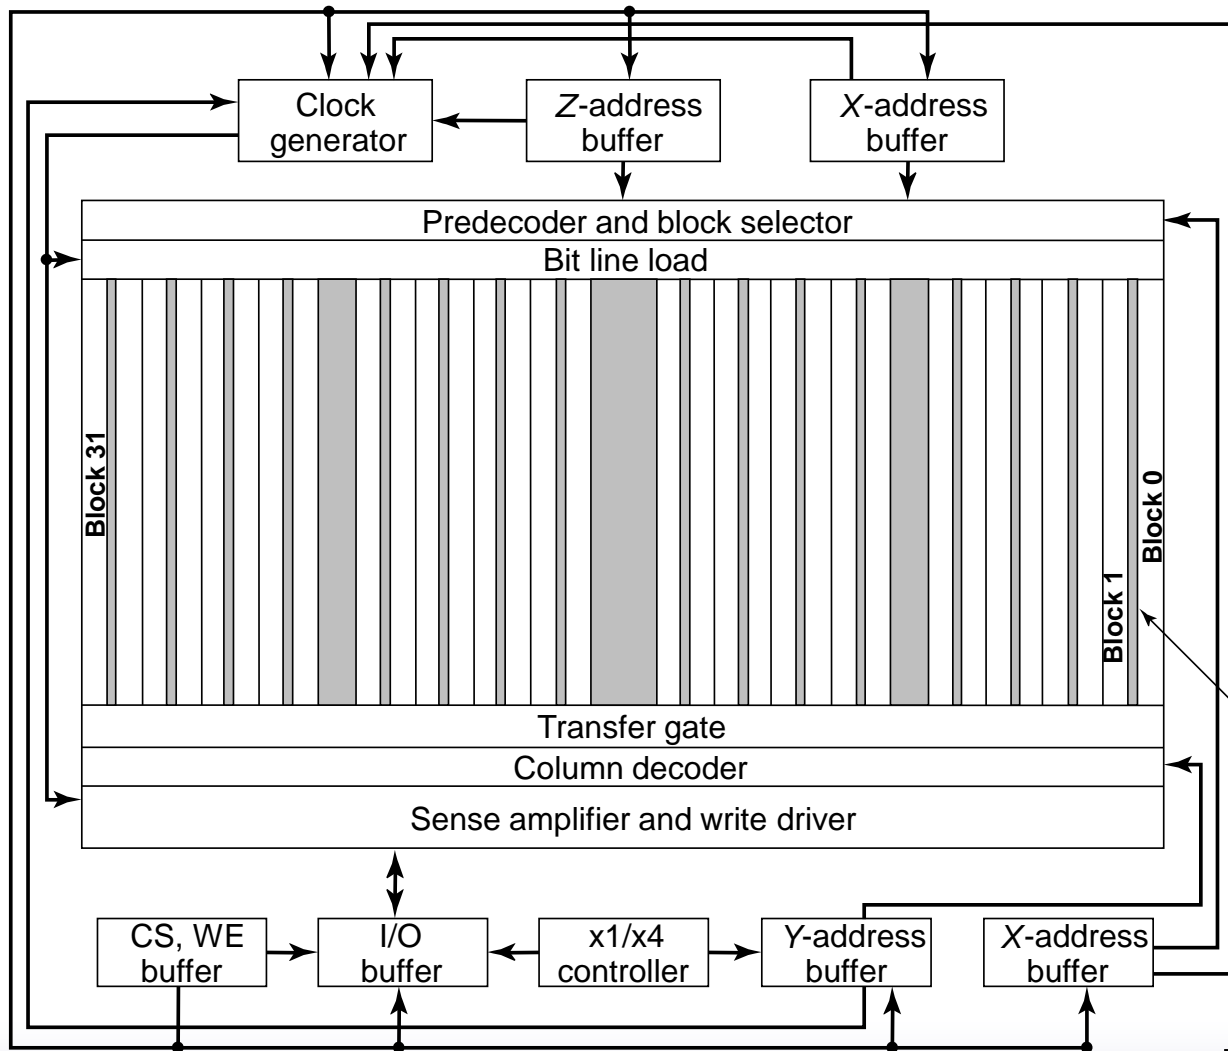 Clock
generator
Z-address
buffer
X-address
buffer
Predecoder and block selector
Bit line load
Block 31
Block 1
Block 0
Transfer gate
Column decoder
Sense amplifier and write driver
CS, WE
buffer
I/O
buffer
x1/x4
controller
Y-address
buffer
X-address
buffer